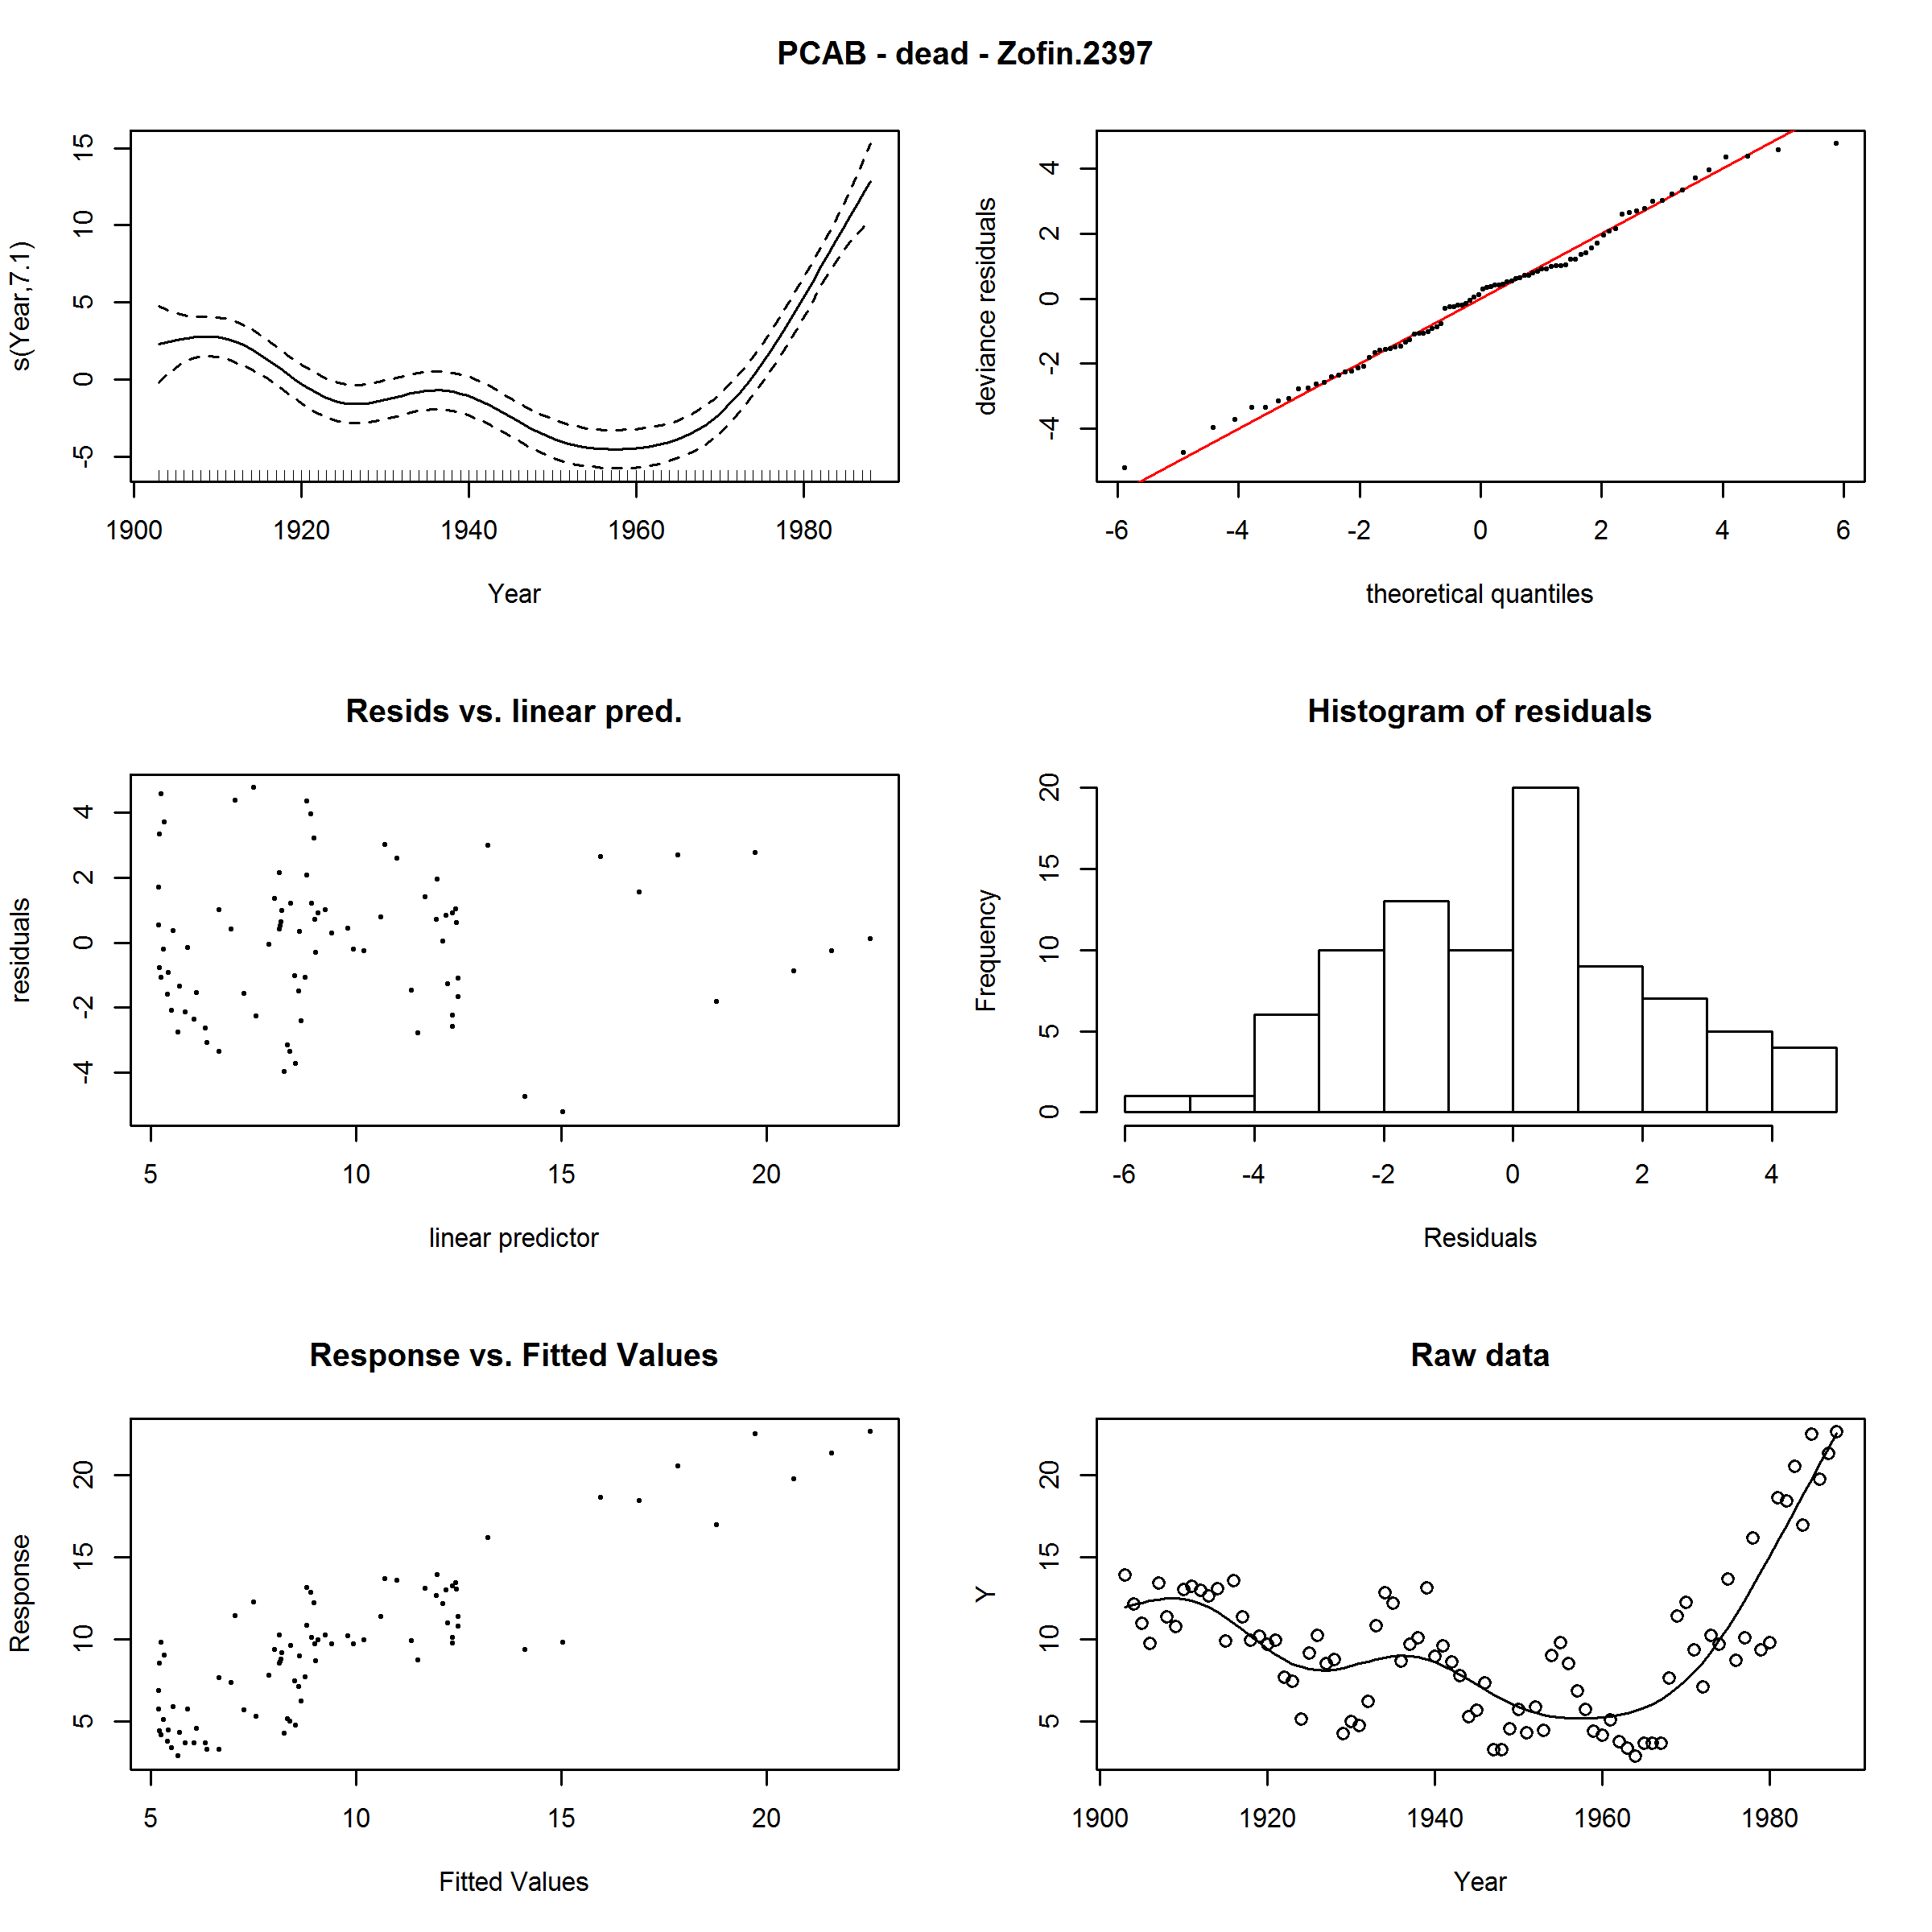 PCAB - dead - Zofin.2397
s(Year,7.1)
15
10
5
0
-5
1900 1920 1940 1960 1980
Year
deviance residuals
4
2
0
-2
-4
-6 -4 -2 0 2 4 6
theoretical quantiles
Resids vs. linear pred.
residuals
4
2
0
-2
-4
5 10 15 20
linear predictor
Histogram of residuals
Frequency
20
15
10
5
0
-6 -4 -2 0 2 4
Residuals
Response vs. Fitted Values
Response
20
15
10
5
5 10 15 20
Fitted Values
Raw data
Y
20
15
10
5
1900 1920 1940 1960 1980
Year